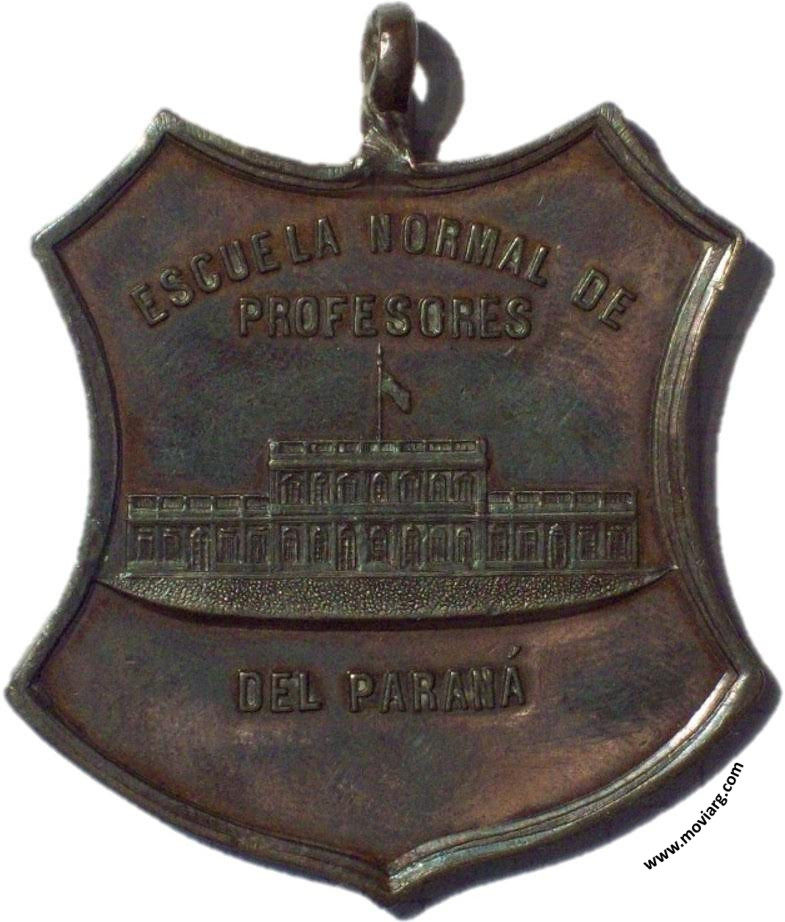 ESCUELA NORMAL DE
PROFESORES
DEL PARANÁ
www.moviarg.com